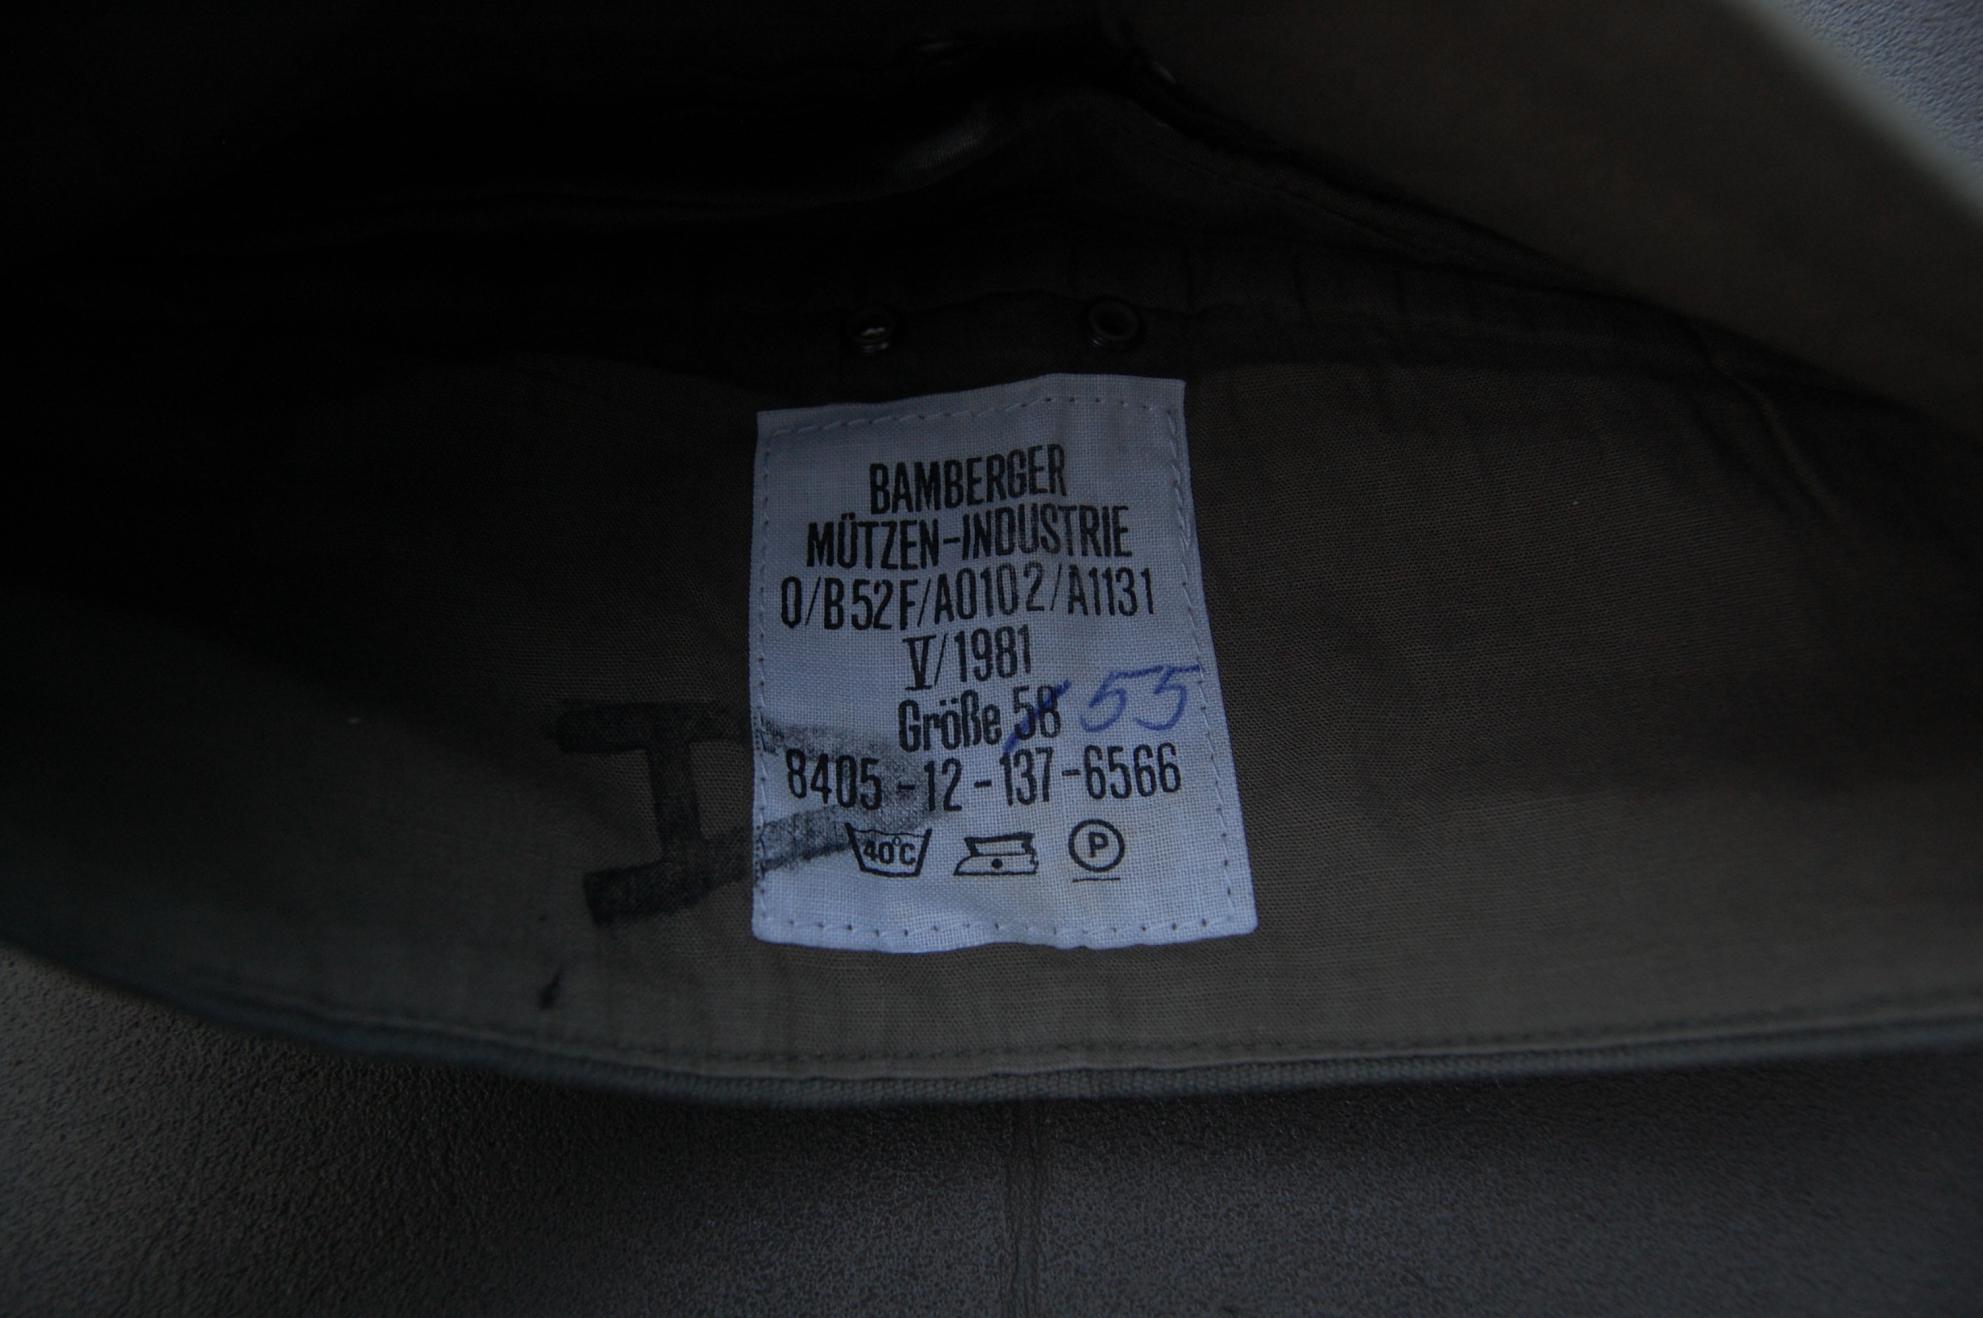 BAMBERGER
MÜTZEN-INDUSTRIE
O/B52F/A0102/A1131
V/1981
Größe 58 55
8405-12-137-6566
40°C P
I